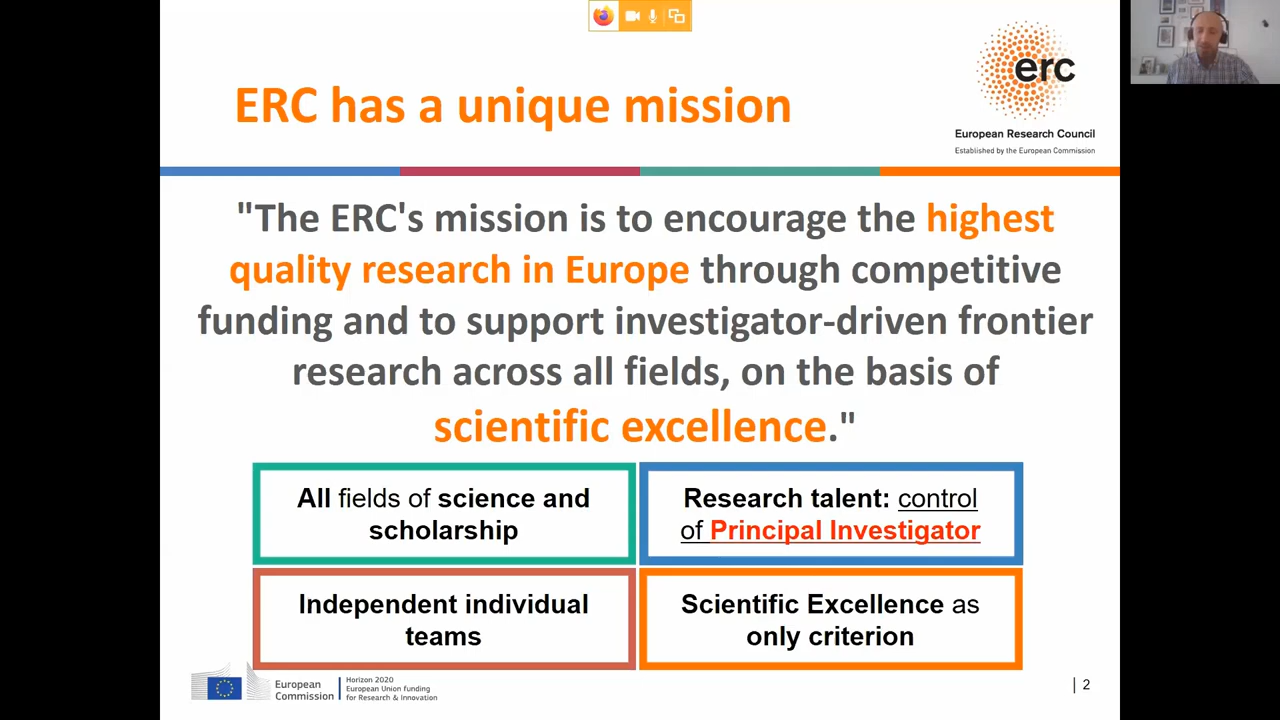 ERC has a unique mission
erc
European Research Council
Established by the European Commission
"The ERC's mission is to encourage the highest
quality research in Europe through competitive
funding and to support investigator-driven frontier
research across all fields, on the basis of
scientific excellence."
All fields of science and
scholarship
Research talent: control
of Principal Investigator
Independent individual
teams
Scientific Excellence as
only criterion
European
Commission
Horizon 2020
European Union funding
for Research & Innovation
| 2